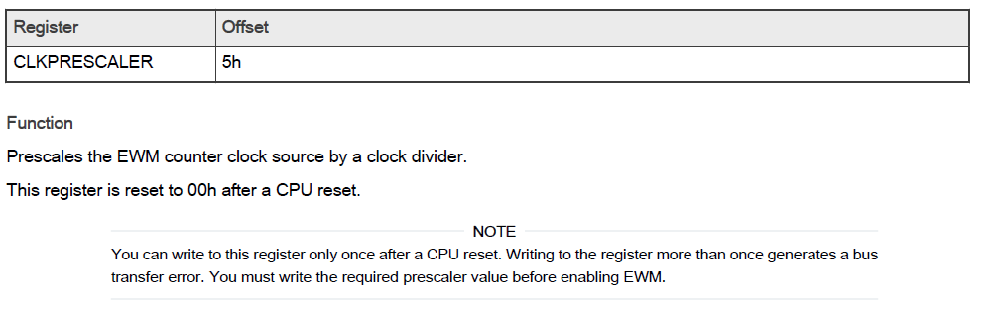 Register Offset
CLKPRESCALER 5h
Function
Prescales the EWM counter clock source by a clock divider.
This register is reset to 00h after a CPU reset.
NOTE
You can write to this register only once after a CPU reset. Writing to the register more than once generates a bus
transfer error. You must write the required prescaler value before enabling EWM.